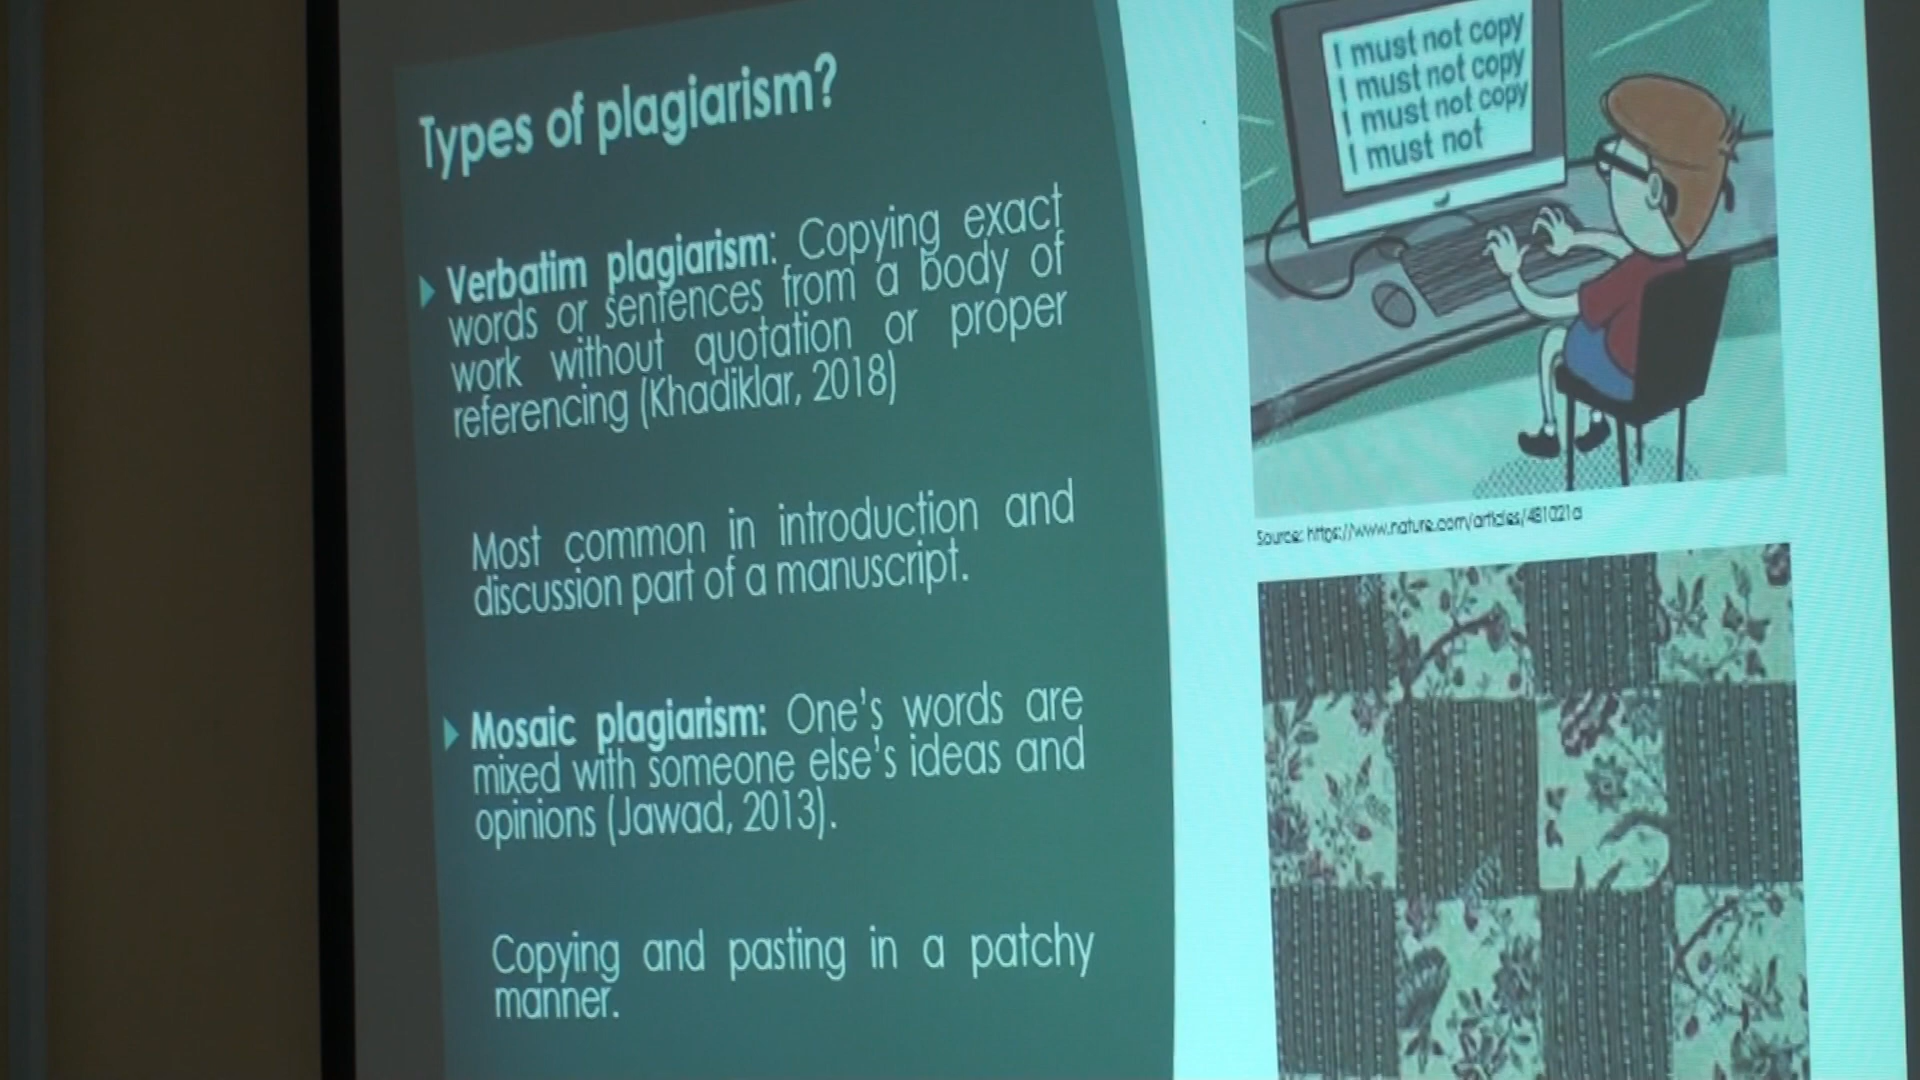 Types of plagiarism?
Verbatim plagiarism: Copying exact
words or sentences from a body of
work without quotation or proper
referencing (Khadiklar, 2018)
Most common in introduction and
discussion part of a manuscript.
Mosaic plagiarism: One's words are
mixed with someone else's ideas and
opinions (Jawad, 2013).
Copying and pasting in a patchy
manner.
I must not copy
I must not copy
I must not copy
I must not
Source: https://www.nature.com/articles/481021a